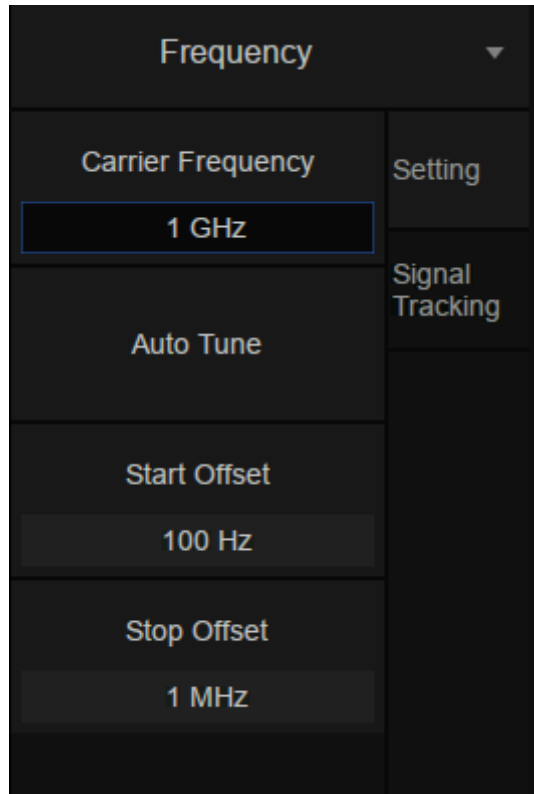 Frequency
Carrier Frequency
1 GHz
Auto Tune
Start Offset
100 Hz
Stop Offset
1 MHz
Setting
Signal
Tracking